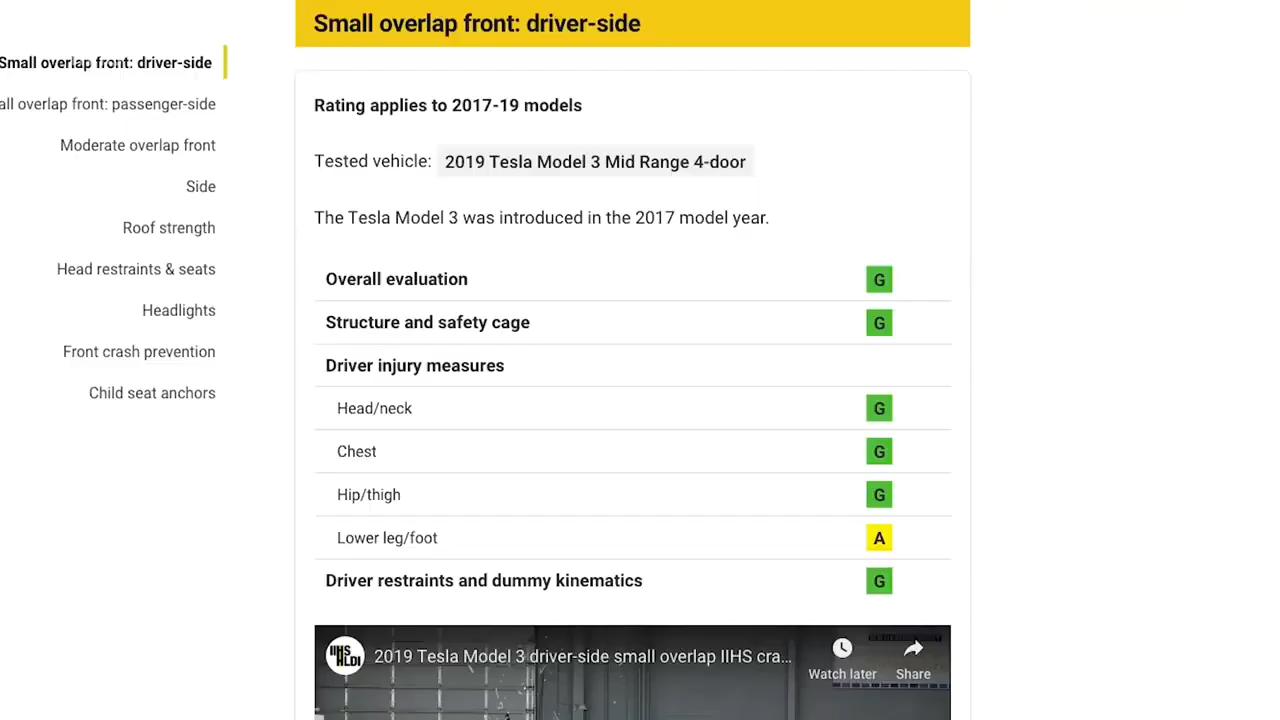 Small overlap front: driver-side
Small overlap front: driver-side
all overlap front: passenger-side
Moderate overlap front
Side
Roof strength
Head restraints & seats
Headlights
Front crash prevention
Child seat anchors
Rating applies to 2017-19 models
Tested vehicle: 2019 Tesla Model 3 Mid Range 4-door
The Tesla Model 3 was introduced in the 2017 model year.
Overall evaluation G
Structure and safety cage G
Driver injury measures
Head/neck G
Chest G
Hip/thigh G
Lower leg/foot A
Driver restraints and dummy kinematics G
IIHS HLDI
2019 Tesla Model 3 driver-side small overlap IIHS cra...
Watch later
Share